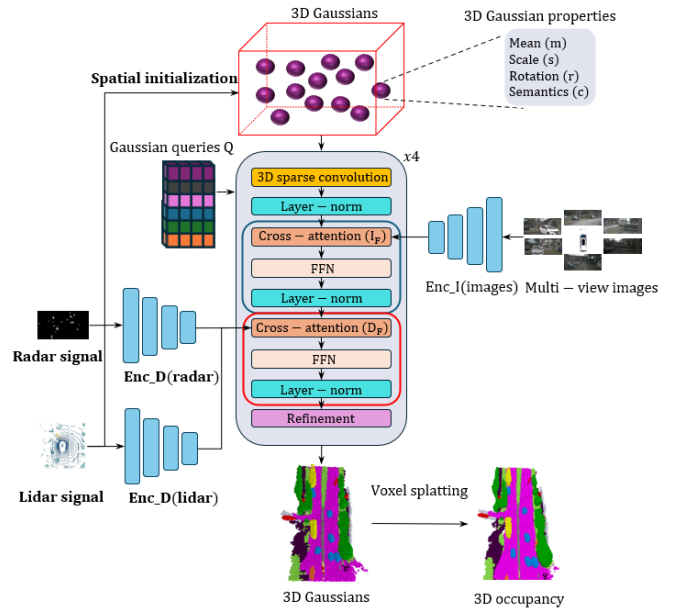 3D Gaussians
3D Gaussian properties
Mean (m)
Scale (s)
Rotation (r)
Semantics (c)
Spatial initialization
Gaussian queries Q
x4
3D sparse convolution
Layer − norm
Cross − attention (I_F)
FFN
Layer − norm
Enc_I(images)
Multi − view images
Cross − attention (D_F)
FFN
Layer − norm
Refinement
Radar signal
Enc_D(radar)
Lidar signal
Enc_D(lidar)
Voxel splatting
3D Gaussians
3D occupancy